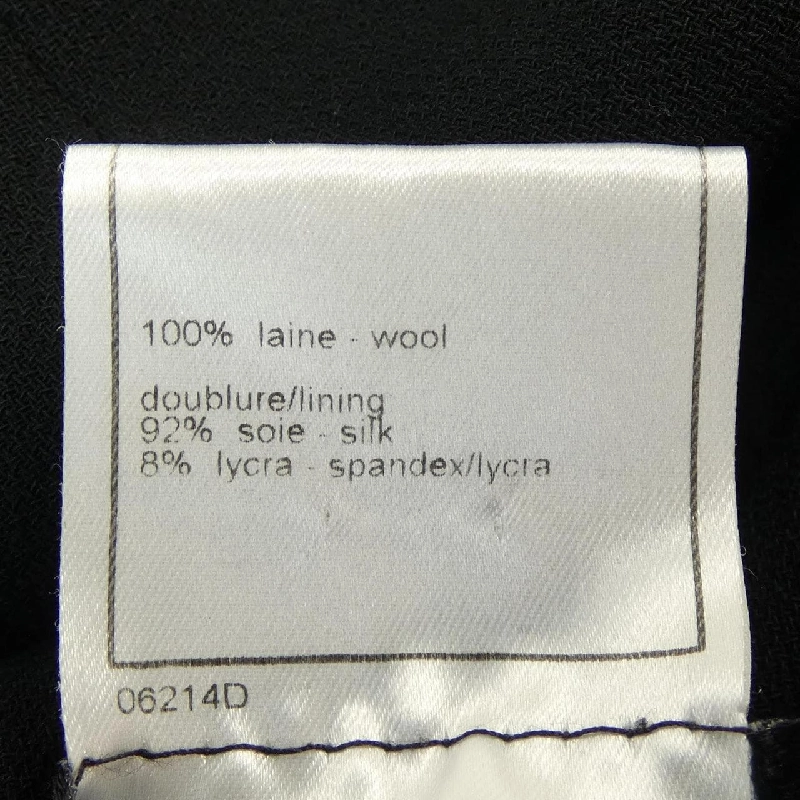 100% laine - wool
doublure/lining
92% soie - silk
8% lycra - spandex/lycra
06214D